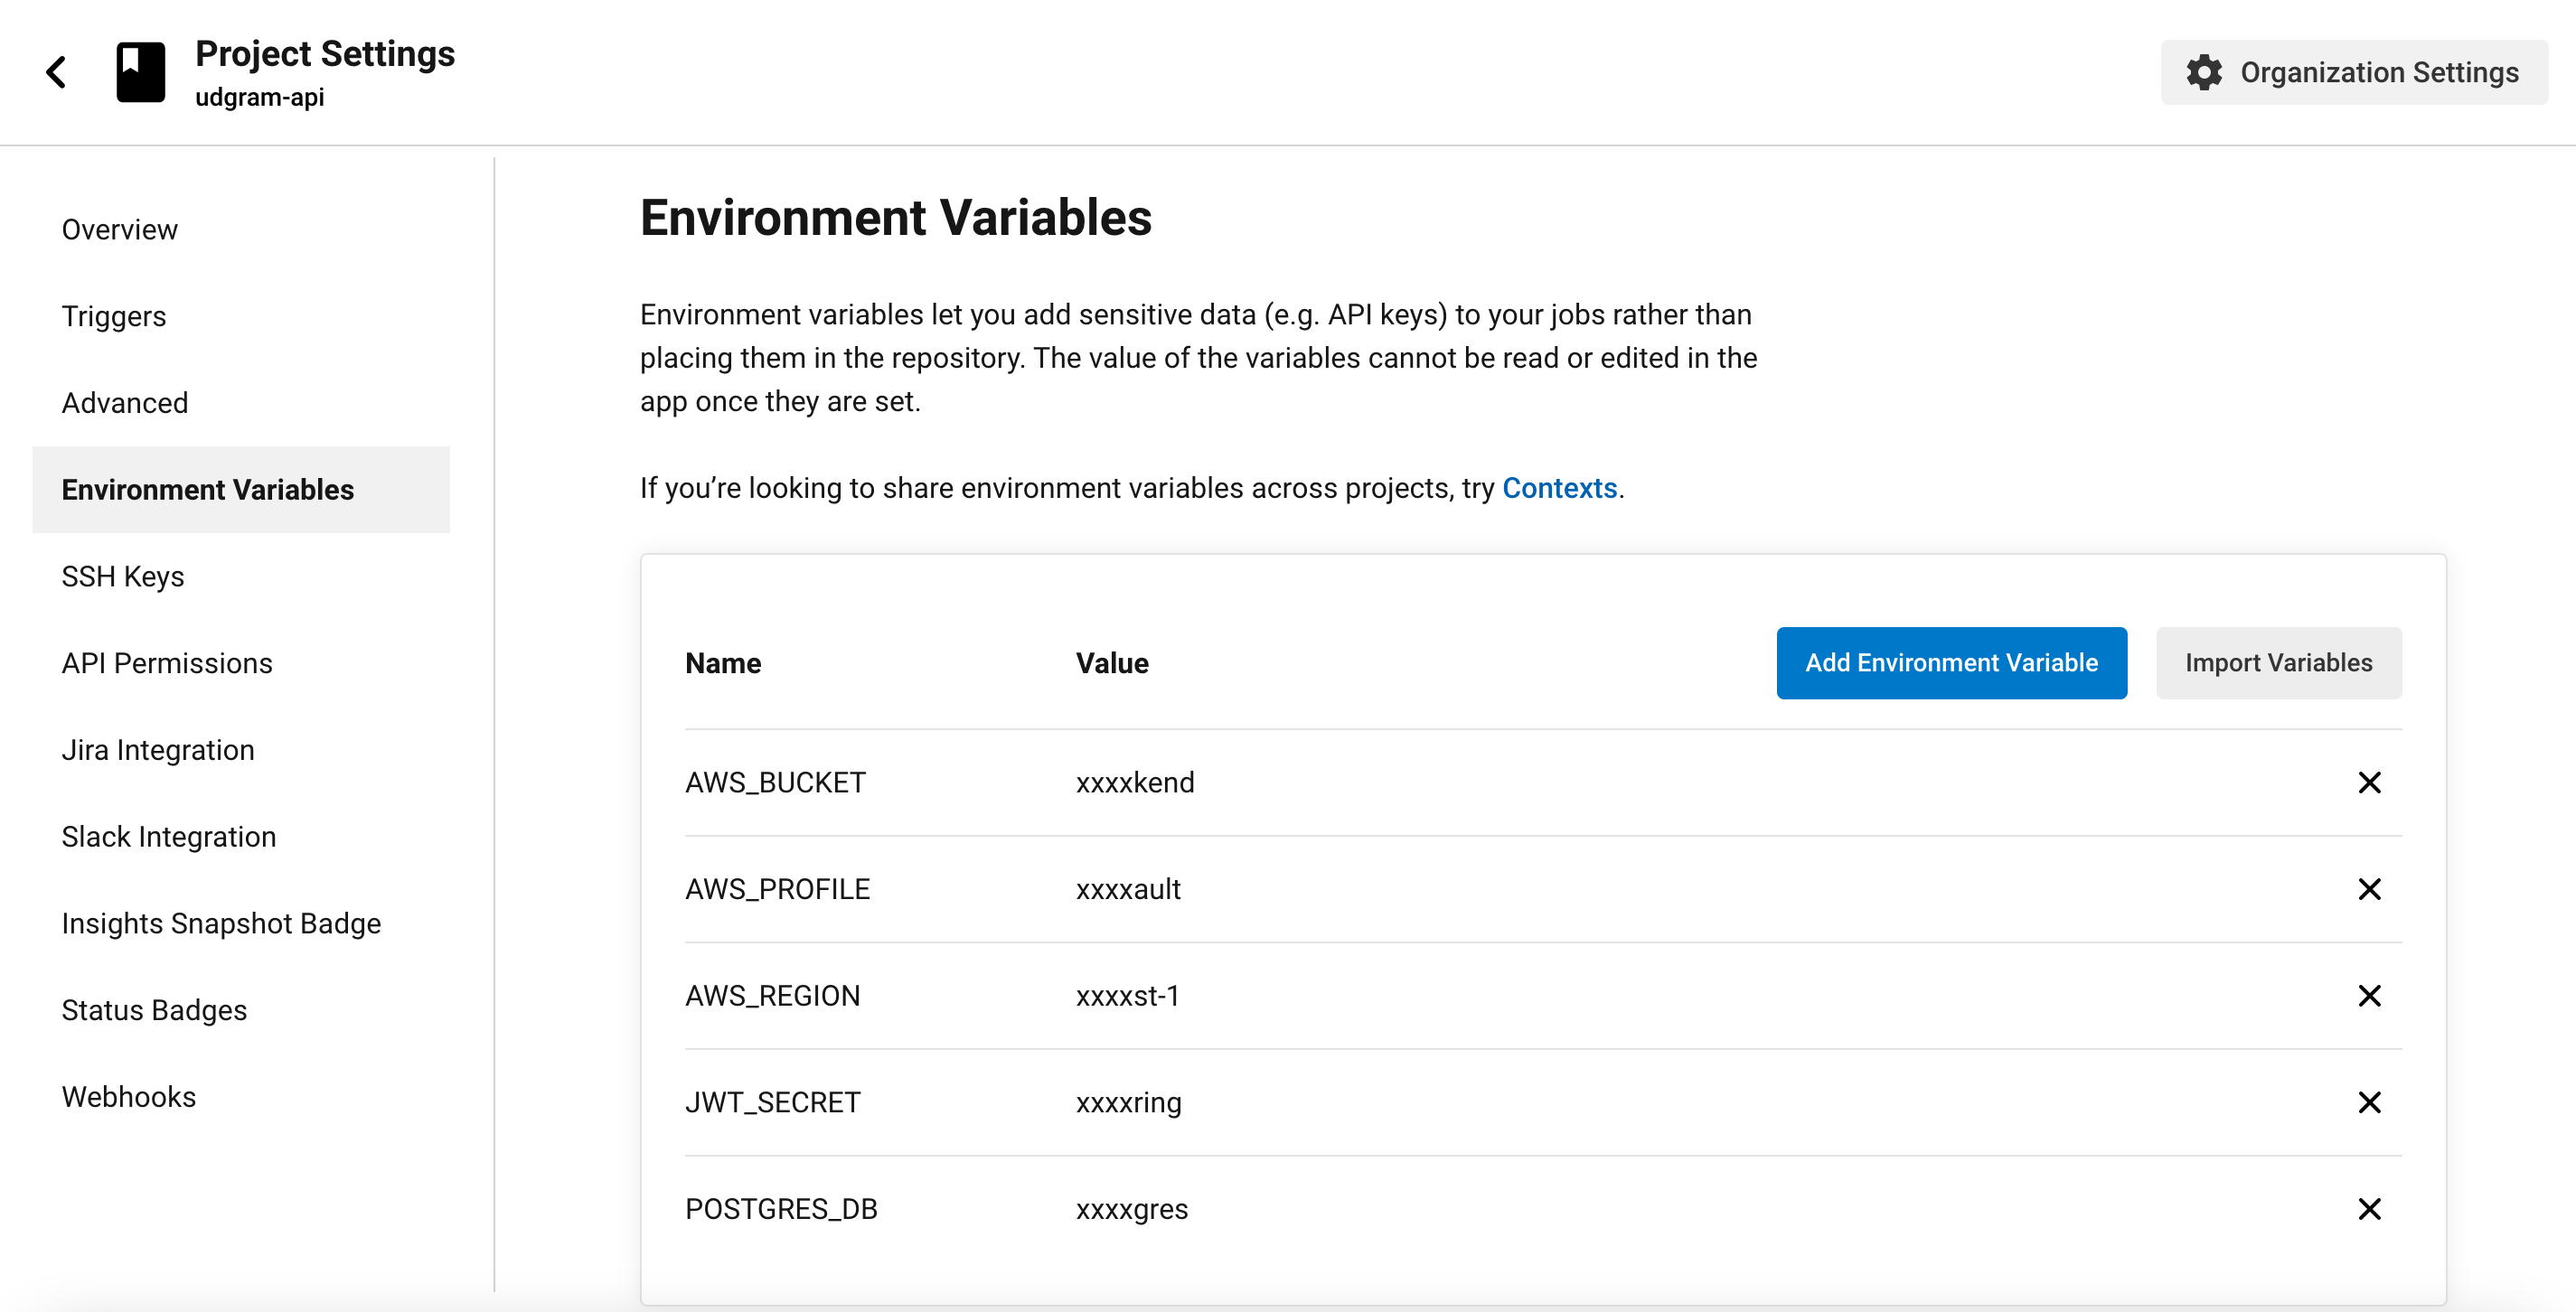 Project Settings
udgram-api
Organization Settings
Overview
Triggers
Advanced
Environment Variables
SSH Keys
API Permissions
Jira Integration
Slack Integration
Insights Snapshot Badge
Status Badges
Webhooks
Environment Variables
Environment variables let you add sensitive data (e.g. API keys) to your jobs rather than
placing them in the repository. The value of the variables cannot be read or edited in the
app once they are set.
If you’re looking to share environment variables across projects, try Contexts.
Name Value Add Environment Variable Import Variables
AWS_BUCKET xxxxkend
AWS_PROFILE xxxxault
AWS_REGION xxxxst-1
JWT_SECRET xxxxring
POSTGRES_DB xxxxgres